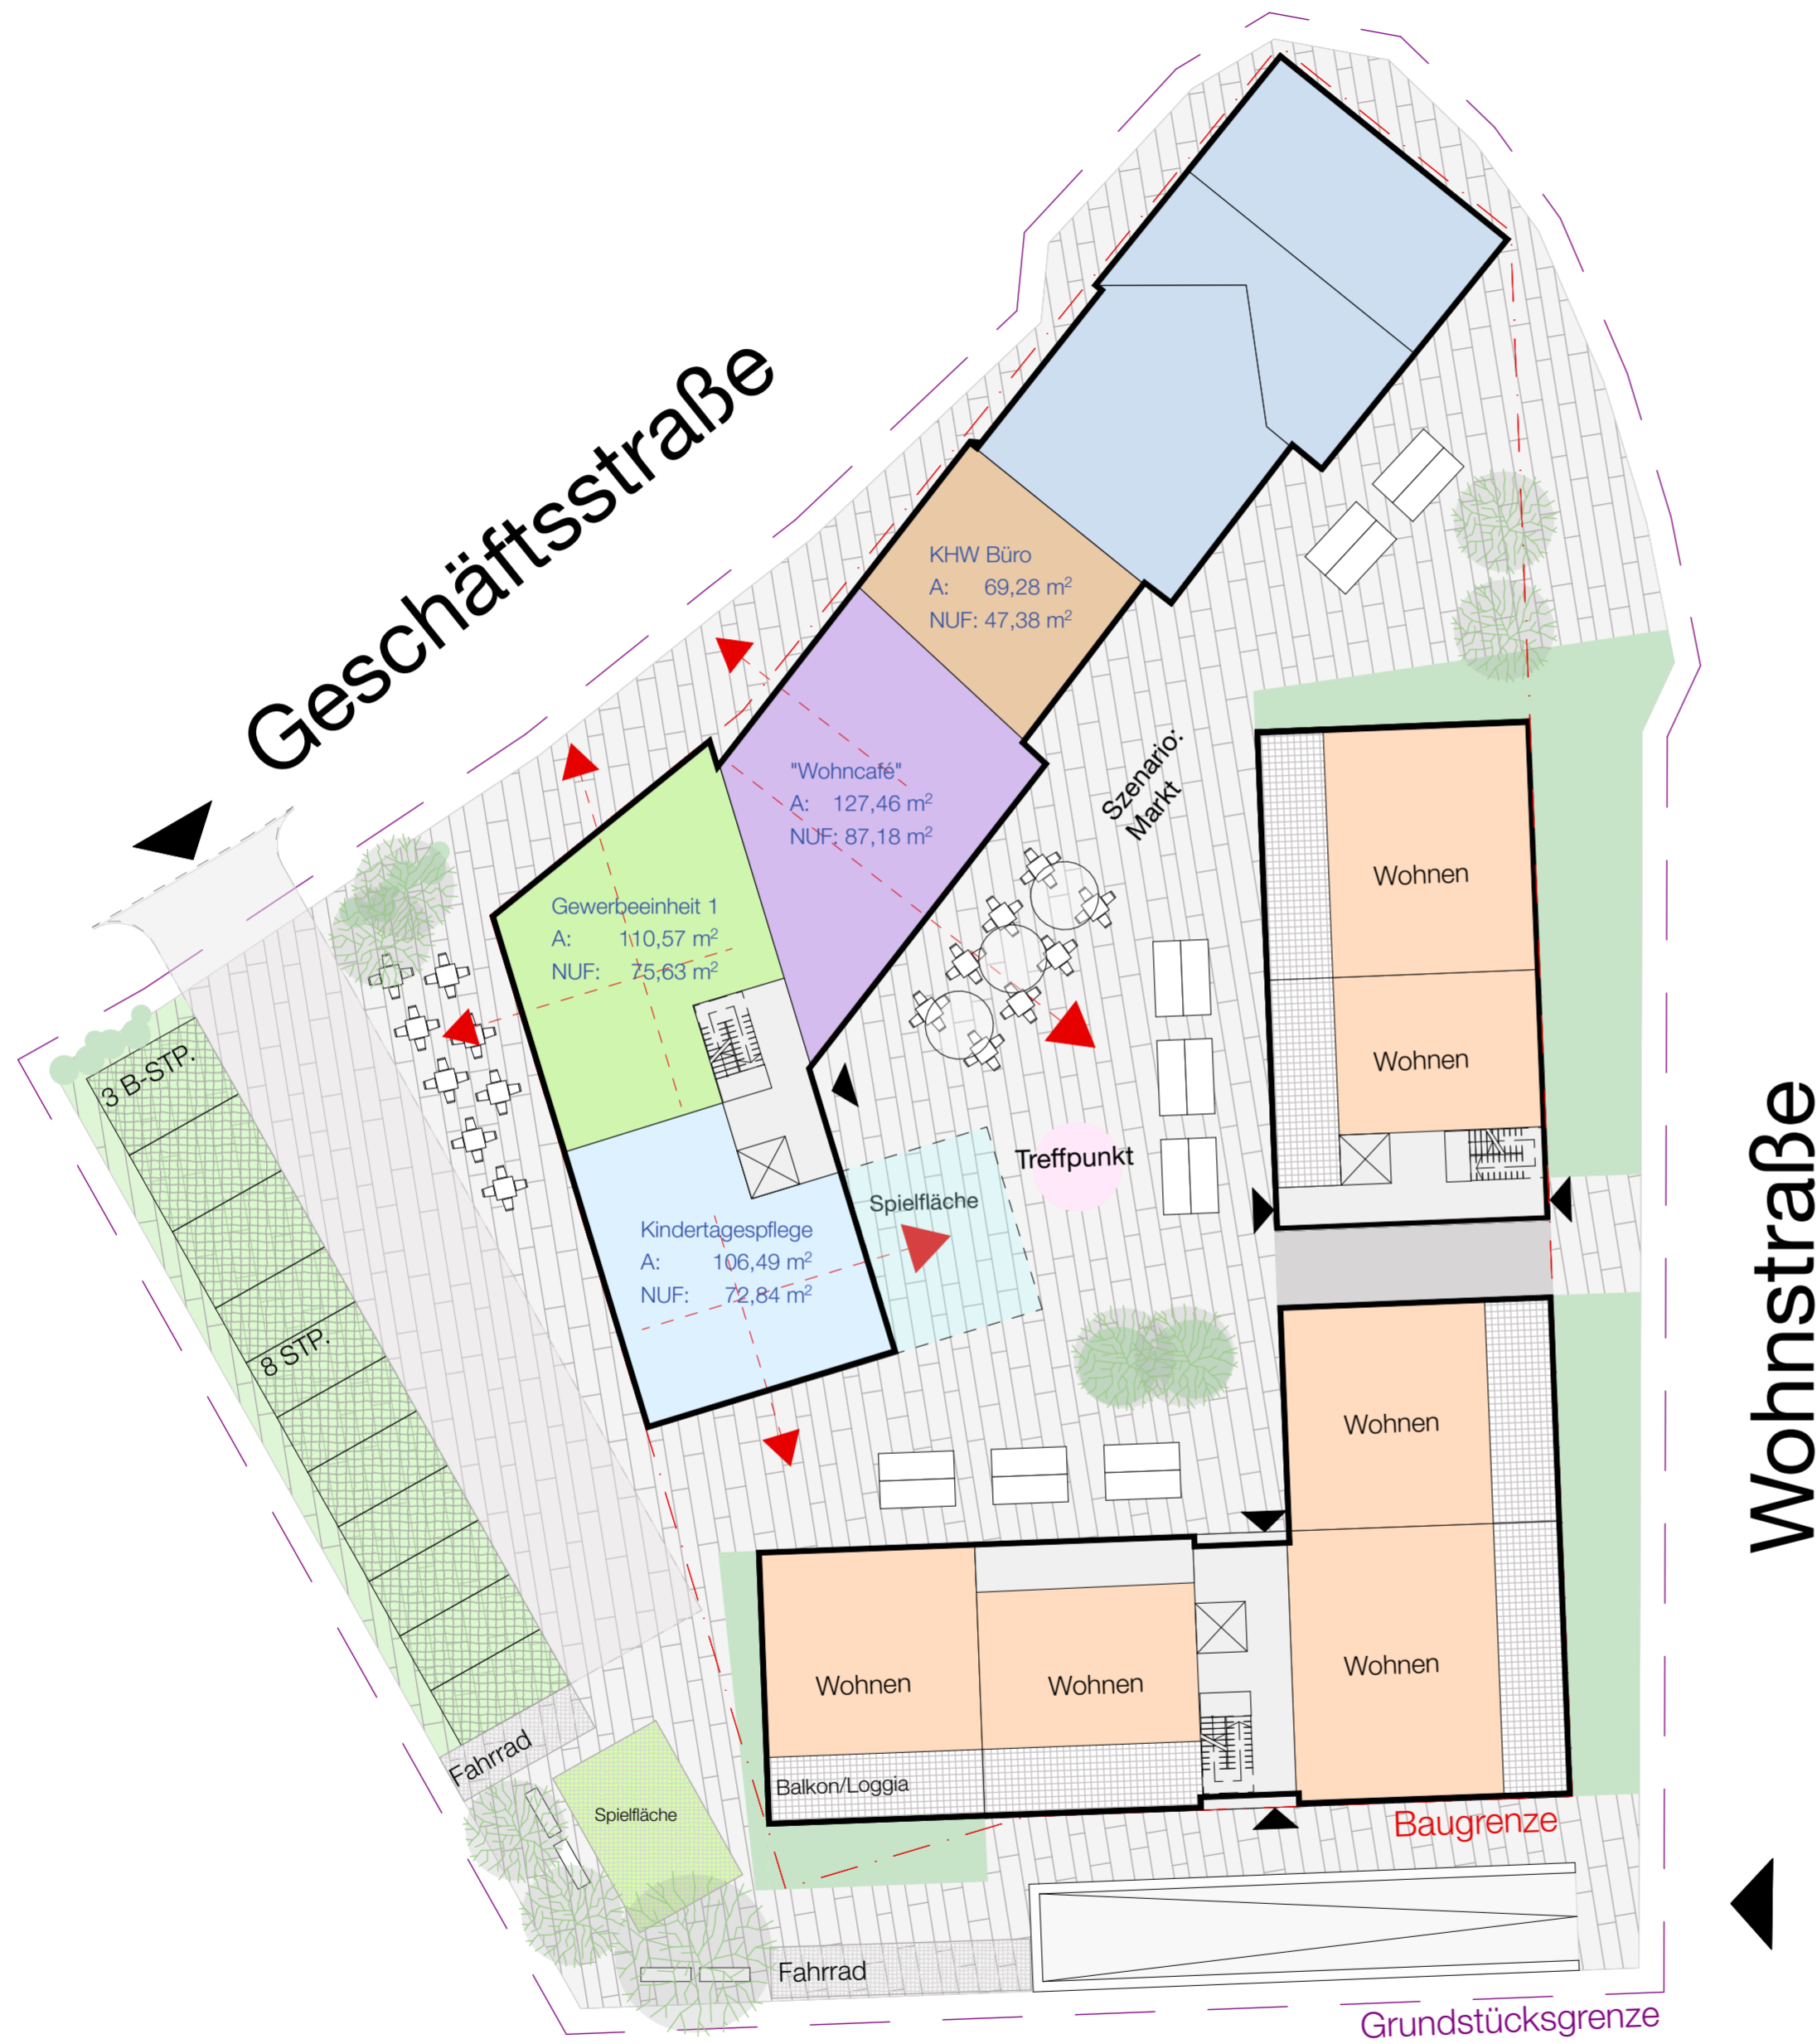 Geschäftsstraße
KHW Büro
A: 69,28 m²
NUF: 47,38 m²
"Wohncafé"
A: 127,46 m²
NUF: 87,18 m²
Szenario:
Markt
Gewerbeeinheit 1
A: 110,57 m²
NUF: 75,63 m²
Wohnen
Wohnen
3 B-STP.
Treffpunkt
Spielfläche
Kindertagespflege
A: 106,49 m²
NUF: 72,84 m²
Wohnstraße
8 STP.
Wohnen
Wohnen
Wohnen
Wohnen
Balkon/Loggia
Fahrrad
Spielfläche
Baugrenze
Fahrrad
Grundstücksgrenze